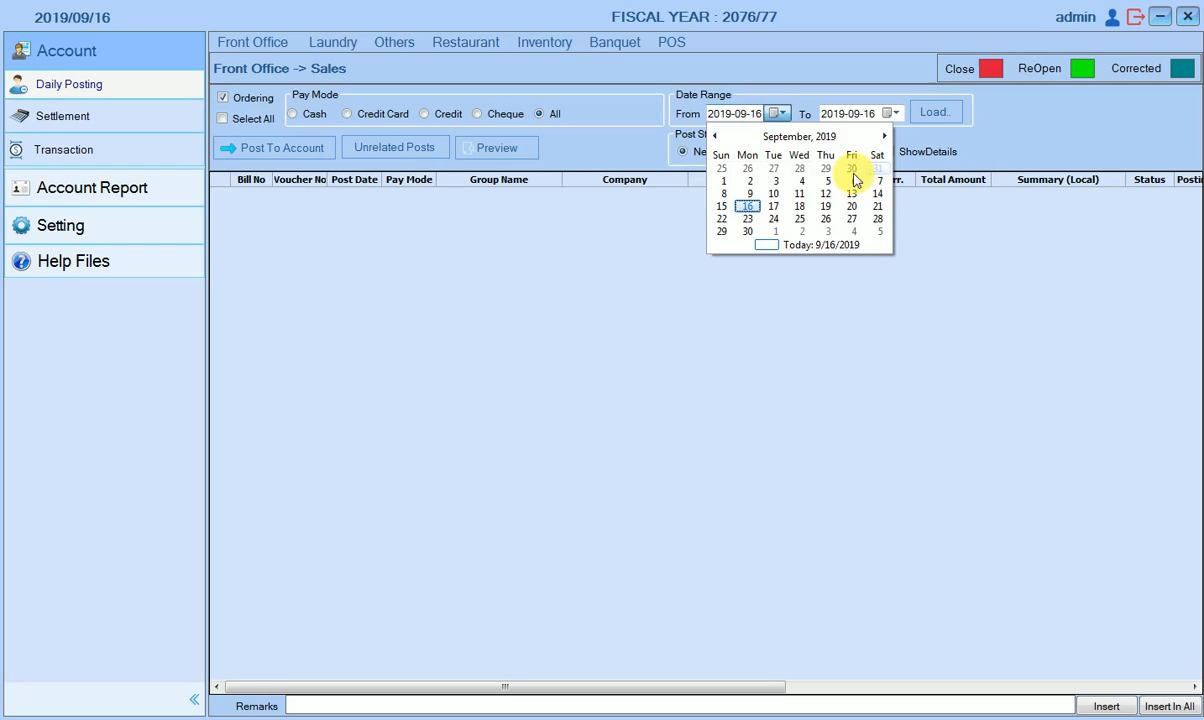 2019/09/16
FISCAL YEAR : 2076/77
admin
Account
Daily Posting
Settlement
Transaction
Account Report
Setting
Help Files
Front Office Laundry Others Restaurant Inventory Banquet POS
Front Office -> Sales
Close ReOpen Corrected
Ordering
Select All
Pay Mode
Cash Credit Card Credit Cheque All
Date Range
From 2019-09-16 To 2019-09-16 Load..
Post To Account Unrelated Posts Preview
ShowDetails
September, 2019
Sun Mon Tue Wed Thu Fri Sat
25 26 27 28 29 30 31
1 2 3 4 5 7
8 9 10 11 12 13 14
15 16 17 18 19 20 21
22 23 24 25 26 27 28
29 30 1 2 3 4 5
Today: 9/16/2019
Bill No Voucher No Post Date Pay Mode Group Name Company Total Amount Summary (Local) Status
Remarks Insert Insert In All